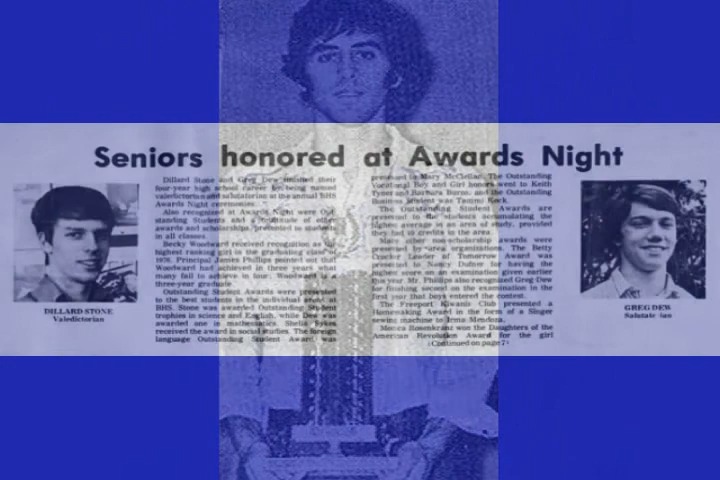 Seniors honored at Awards Night
Dillard Stone and Greg Dew finished their
four-year high school career by being named
valedictorian and salutatorian at the annual BHS
Awards Night ceremonies.
Also recognized at Awards Night were Out-
standing Students and a multitude of other
awards and scholarships presented to students
in all classes.
Becky Woodward received recognition as the
highest ranking girl in the graduating class of
1976. Principal James Phillips pointed out that
Woodward had achieved in three years what
many fail to achieve in four. Woodward is a
three-year graduate.
Outstanding Student Awards were presented
to the best students in the individual areas at
BHS. Stone was awarded Outstanding Student
trophies in science and English, while Dew was
awarded one in mathematics. Sheila Sykes
received the award in social studies. The foreign
language Outstanding Student Award was
presented to Mary McClellan. The Outstanding
Vocational Boy and Girl honors went to Keith
Tyner and Barbara Burns, and the Outstanding
Business Student was Tammi Keck.
The Outstanding Student Awards are
presented to the students accumulating the
highest average in an area of study, provided
they had 10 credits in the area.
Many other non-scholarship awards were
presented by area organizations. The Betty
Crocker Leader of Tomorrow Award was
presented to Nancy Dufner for having the
highest score on an examination given earlier
this year. Mr. Phillips also recognized Greg Dew
for finishing second on the examination in the
first year that boys entered the contest.
The Freeport Kiwanis Club presented a
Homemaking Award in the form of a Singer
sewing machine to Irma Mendoza.
Monica Rosenkranz won the Daughters of the
American Revolution Award for the girl
(Continued on page 7)
DILLARD STONE
Valedictorian
GREG DEW